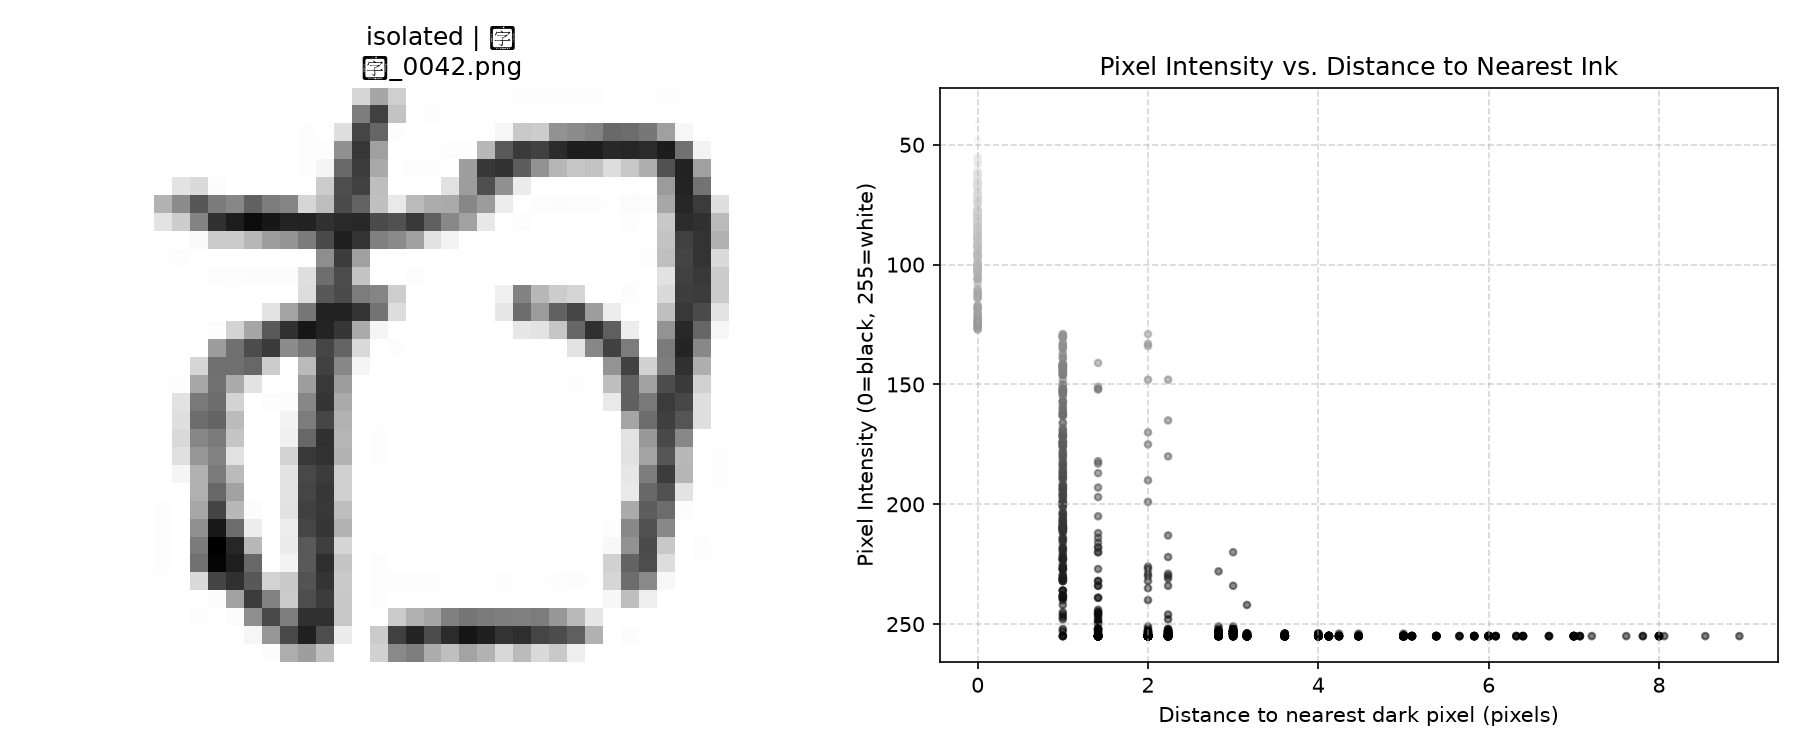 isolated |
_0042.png
Pixel Intensity vs. Distance to Nearest Ink
50
100
150
200
250
Pixel Intensity (0=black, 255=white)
0 2 4 6 8
Distance to nearest dark pixel (pixels)